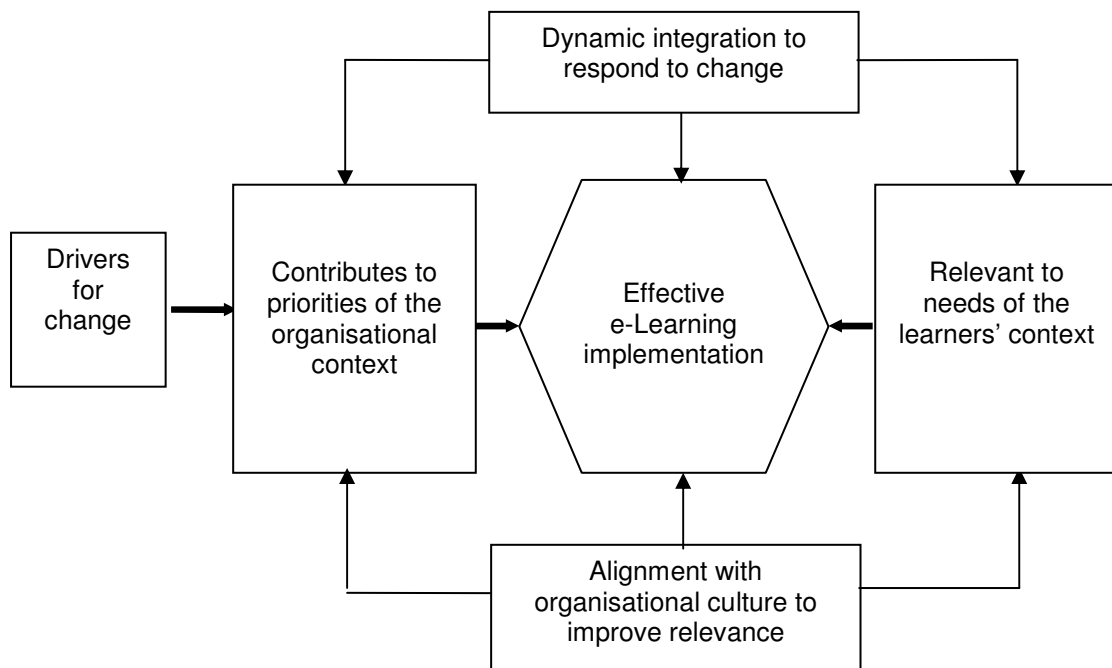 Dynamic integration to
respond to change
Drivers
for
change
Contributes to
priorities of the
organisational
context
Effective
e-Learning
implementation
Relevant to
needs of the
learners’ context
Alignment with
organisational culture to
improve relevance